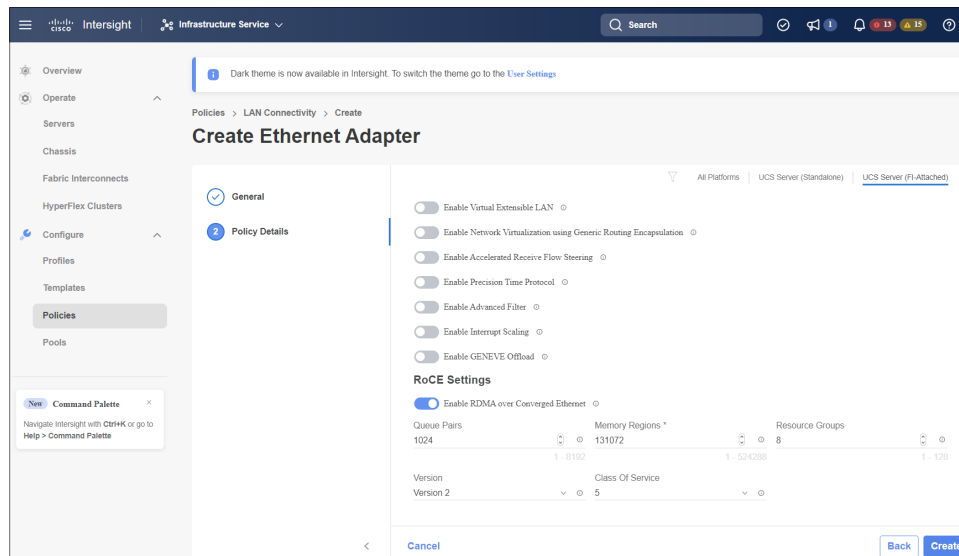 CISCO Intersight Infrastructure Service Search 1 13 15
Dark theme is now available in Intersight. To switch the theme go to the User Settings
Overview
Operate
Servers
Chassis
Fabric Interconnects
HyperFlex Clusters
Configure
Profiles
Templates
Policies
Pools
New Command Palette ×
Navigate Intersight with Ctrl+K or go to
Help > Command Palette
Policies > LAN Connectivity > Create
Create Ethernet Adapter
General
2 Policy Details
All Platforms UCS Server (Standalone) UCS Server (FI-Attached)
Enable Virtual Extensible LAN
Enable Network Virtualization using Generic Routing Encapsulation
Enable Accelerated Receive Flow Steering
Enable Precision Time Protocol
Enable Advanced Filter
Enable Interrupt Scaling
Enable GENEVE Offload
RoCE Settings
Enable RDMA over Converged Ethernet
Queue Pairs Memory Regions * Resource Groups
1024 131072 8
1 - 8192 1 - 524288 1 - 128
Version Class Of Service
Version 2 5
< Cancel Back Create